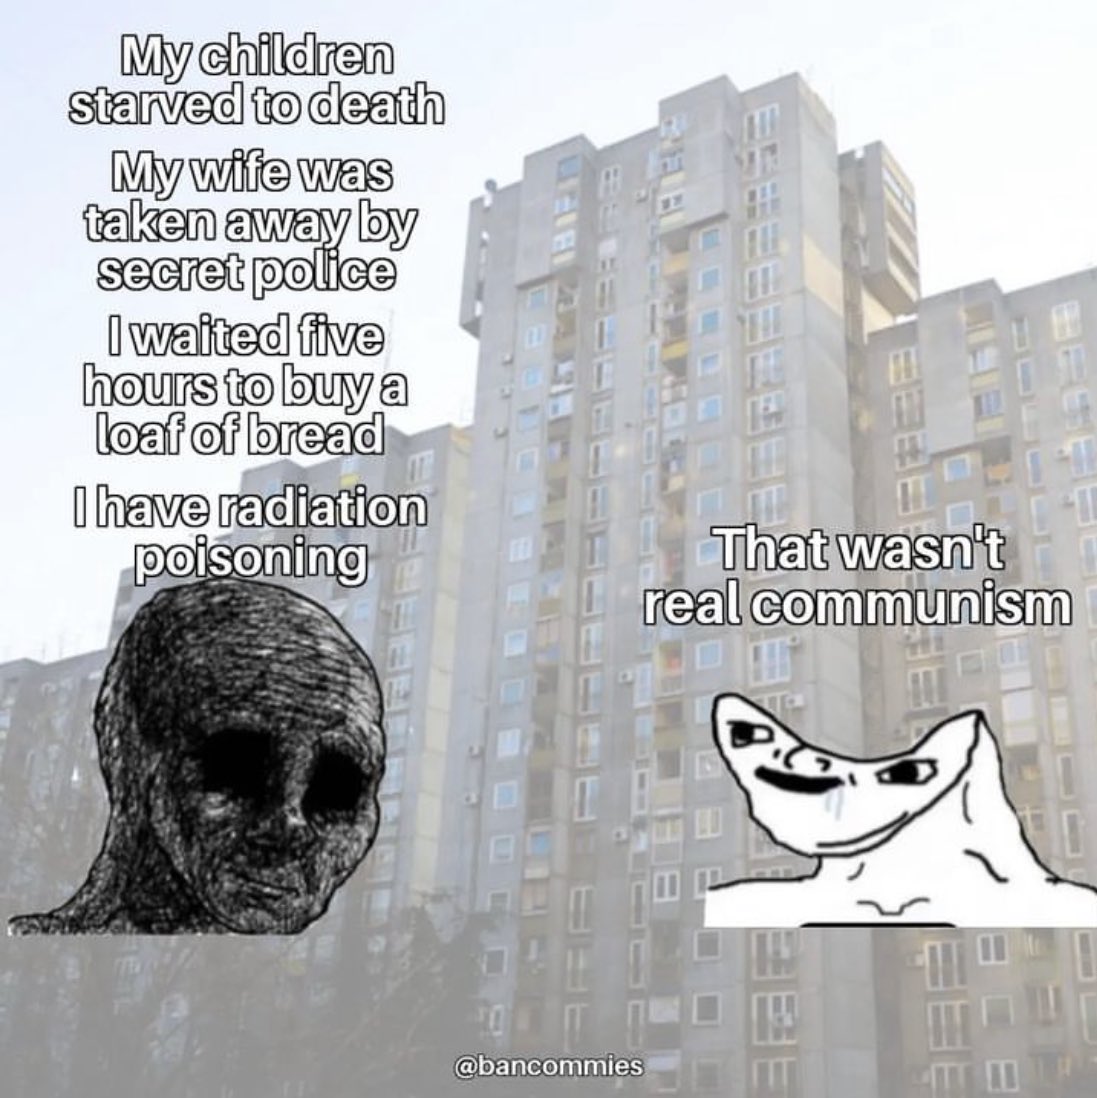 My children
starved to death
My wife was
taken away by
secret police
I waited five
hours to buy a
loaf of bread
I have radiation
poisoning
That wasn't
real communism
@bancommies